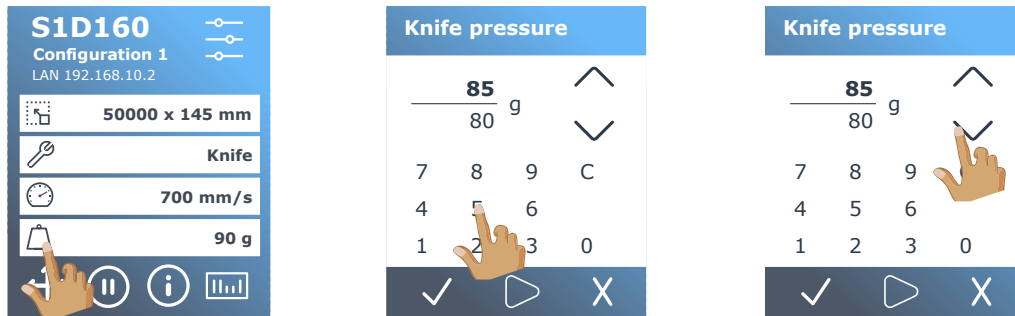 S1D160
Configuration 1
LAN 192.168.10.2
50000 x 145 mm
Knife
700 mm/s
90 g
Knife pressure
85
80
g
7 8 9 C
4 5 6
1 2 3 0
Knife pressure
85
80
g
7 8 9
4 5 6
1 2 3 0